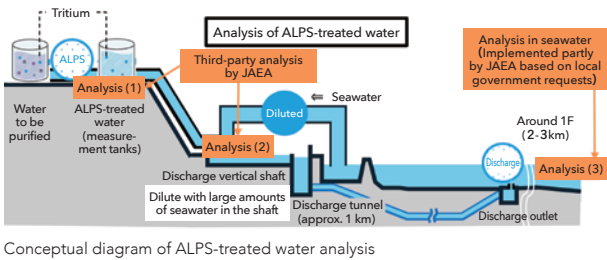 Tritium
Analysis of ALPS-treated water
Analysis in seawater
(Implemented partly
by JAEA based on local
government requests)
ALPS
Third-party analysis
by JAEA
Analysis (1)
Water
to be
purified
ALPS-treated
water
(measure-
ment tanks)
Seawater
Diluted
Around 1F
(2-3km)
Analysis (2)
Discharge
Analysis (3)
Discharge vertical shaft
Dilute with large amounts
of seawater in the shaft
Discharge tunnel
(approx. 1 km)
Discharge outlet
Conceptual diagram of ALPS-treated water analysis